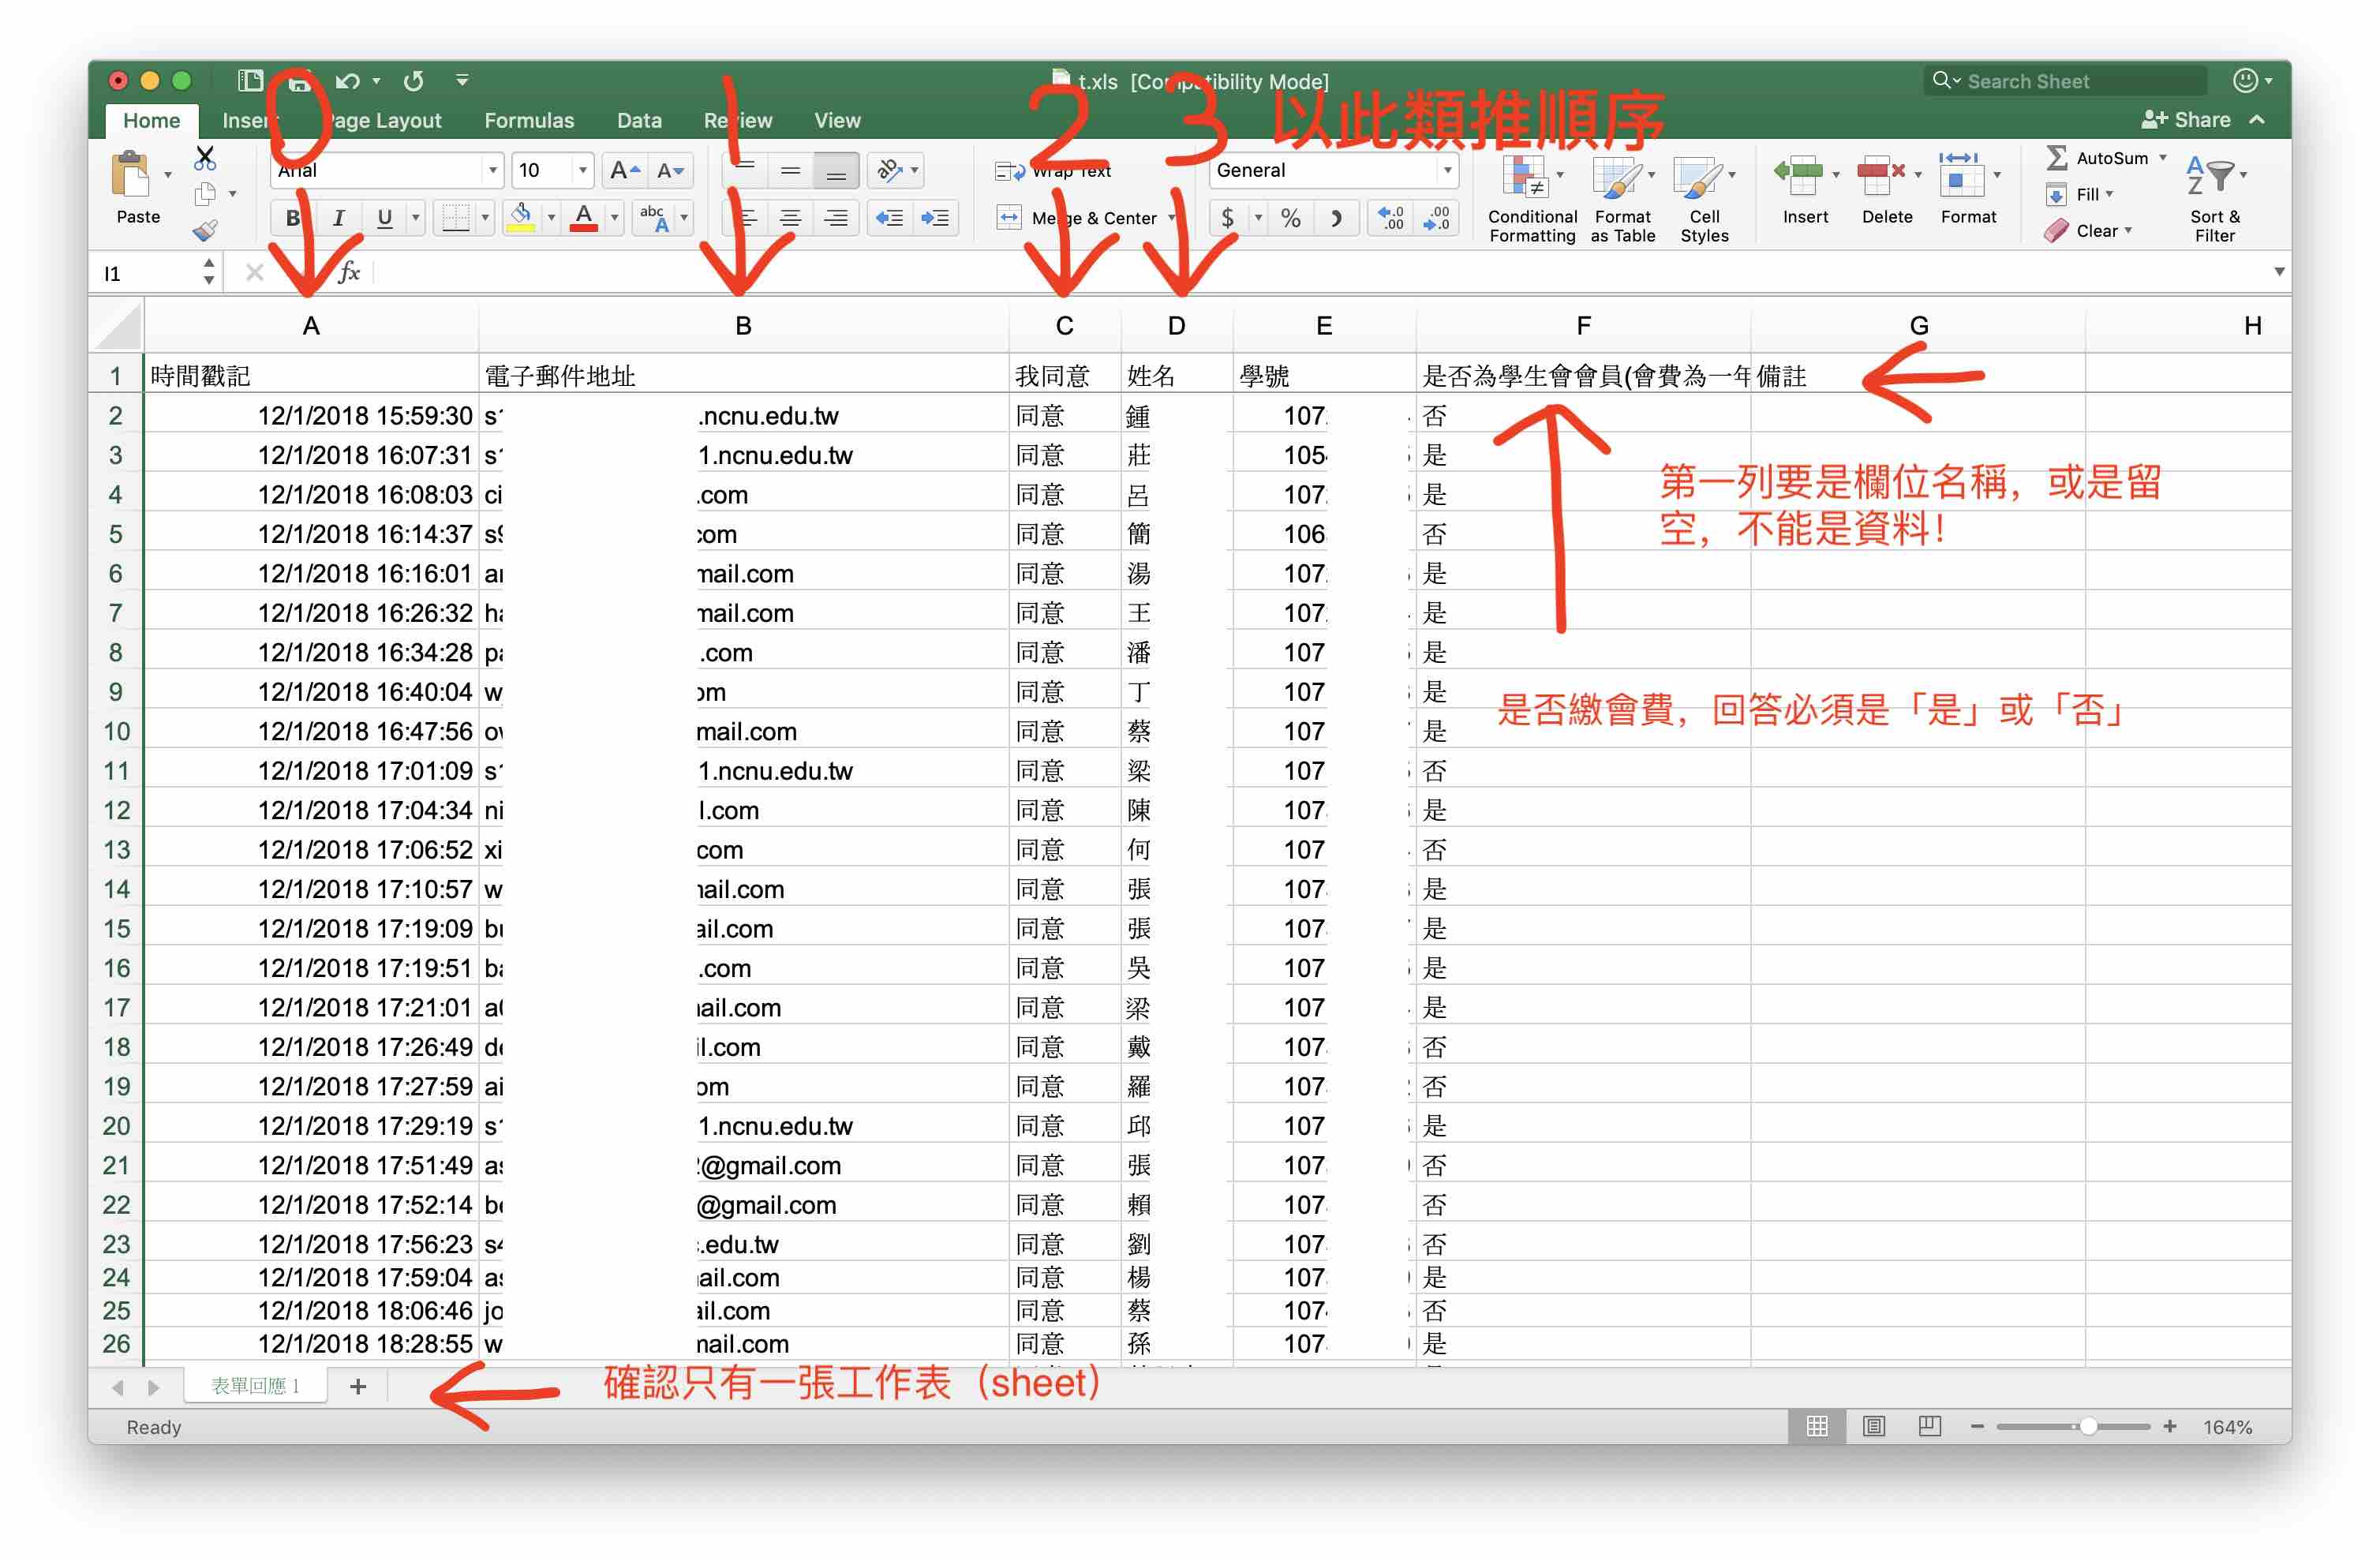 t.xls [Compatibility Mode]
Search Sheet
0 1 2 3 以此類推順序
Home Insert Page Layout Formulas Data Review View Share
Arial 10 A A Wrap Text General AutoSum
Paste Fill
B I U A abc A Merge & Center $ % Conditional Formatting Format as Table Cell Styles Insert Delete Format Clear Sort & Filter
I1 fx
A B C D E F G H
1 時間戳記 電子郵件地址 我同意 姓名 學號 是否為學生會會員(會費為一年 備註
2 12/1/2018 15:59:30 .ncnu.edu.tw 同意 鍾 107 否
3 12/1/2018 16:07:31 1.ncnu.edu.tw 同意 莊 105 是
4 12/1/2018 16:08:03 ci .com 同意 呂 107 是
第一列要是欄位名稱，或是留
5 12/1/2018 16:14:37 com 同意 簡 106 否
空，不能是資料！
6 12/1/2018 16:16:01 mail.com 同意 湯 107 是
7 12/1/2018 16:26:32 mail.com 同意 王 107 是
8 12/1/2018 16:34:28 .com 同意 潘 107 是
9 12/1/2018 16:40:04 w om 同意 丁 107 是
是否繳會費，回答必須是「是」或「否」
10 12/1/2018 16:47:56 mail.com 同意 蔡 107 是
11 12/1/2018 17:01:09 1.ncnu.edu.tw 同意 梁 107 否
12 12/1/2018 17:04:34 ni l.com 同意 陳 107 是
13 12/1/2018 17:06:52 xi com 同意 何 107 否
14 12/1/2018 17:10:57 w mail.com 同意 張 107 是
15 12/1/2018 17:19:09 ail.com 同意 張 107 是
16 12/1/2018 17:19:51 .com 同意 吳 107 是
17 12/1/2018 17:21:01 ail.com 同意 梁 107 是
18 12/1/2018 17:26:49 il.com 同意 戴 107 否
19 12/1/2018 17:27:59 ai om 同意 羅 107 否
20 12/1/2018 17:29:19 1.ncnu.edu.tw 同意 邱 107 是
21 12/1/2018 17:51:49 @gmail.com 同意 張 107 否
22 12/1/2018 17:52:14 @gmail.com 同意 賴 107 否
23 12/1/2018 17:56:23 .edu.tw 同意 劉 107 否
24 12/1/2018 17:59:04 ail.com 同意 楊 107 是
25 12/1/2018 18:06:46 jo ail.com 同意 蔡 107 否
26 12/1/2018 18:28:55 w mail.com 同意 孫 107 是
表單回應 1 +
確認只有一張工作表（sheet）
Ready 164%